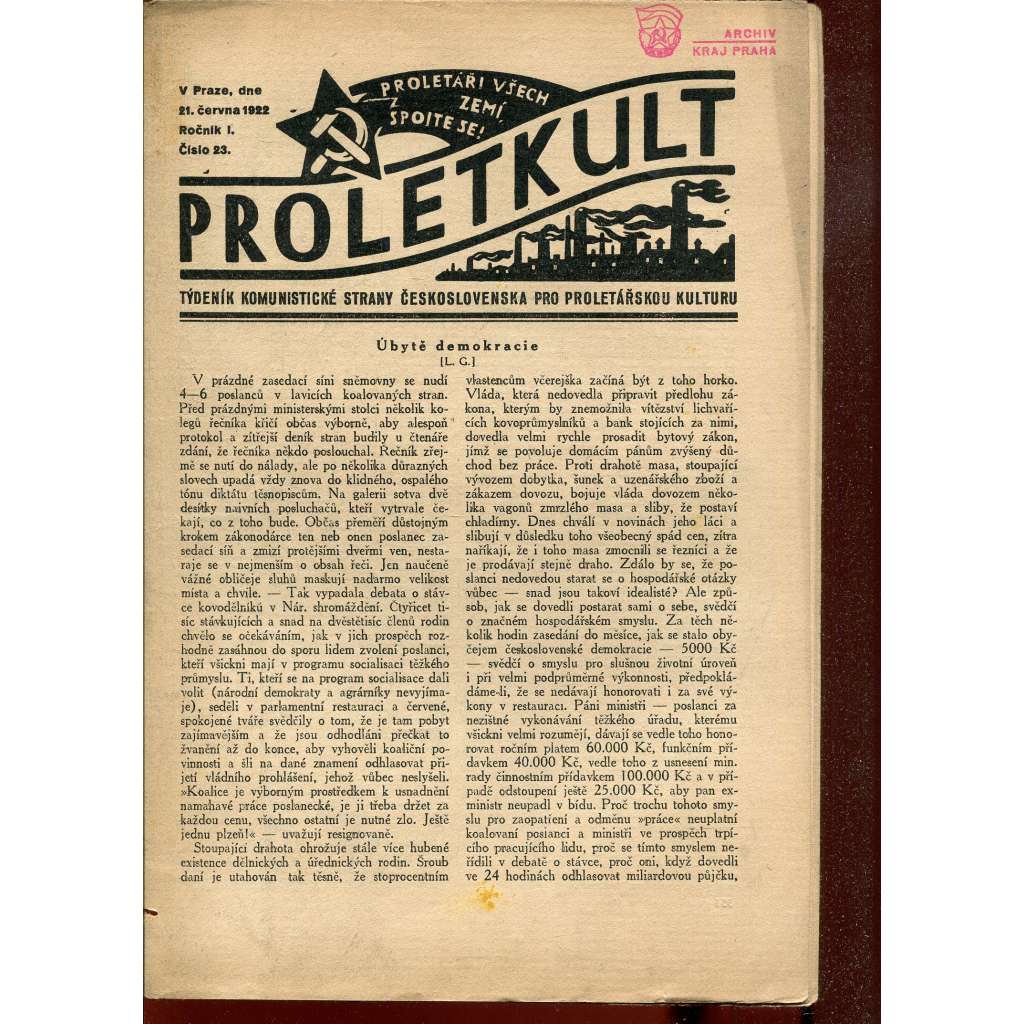 ARCHIV
KRAJ PRAHA
V Praze, dne
21. června 1922
Ročník I.
Číslo 23.
PROLETÁŘI VŠECH
ZEMÍ,
SPOJTE SE!
PROLETKULT
TÝDENÍK KOMUNISTICKÉ STRANY ČESKOSLOVENSKA PRO PROLETÁŘSKOU KULTURU
Úbytě demokracie
[L. G.]
V prázdné zasedací síni sněmovny se nudí
4—6 poslanců v lavicích koalovaných stran.
Před prázdnými ministerskými stolci několik ko-
legů řečníka křičí občas výborně, aby alespoň
protokol a zítřejší deník stran budily u čtenáře
zdání, že řečníka někdo poslouchal. Řečník zřej-
mě se nutí do nálady, ale po několika důrazných
slovech upadá vždy znova do klidného, ospalého
tónu diktátu těsnopiscům. Na galerii sotva dvě
desítky naivních posluchačů, kteří vytrvale če-
kají, co z toho bude. Občas přeměří důstojným
krokem zákonodárce ten neb onen poslanec za-
sedací síň a zmizí protějšími dveřmi ven, nesta-
raje se v nejmenším o obsah řeči. Jen naučeně
vážné obličeje sluhů maskují nadarmo velikost
místa a chvíle. — Tak vypadala debata o stáv-
ce kovodělníků v Nár. shromáždění. Čtyřicet ti-
síc stávkujících a snad na dvěstětisíc členů rodin
chvělo se očekáváním, jak v jich prospěch roz-
hodně zasáhnou do sporu lidem zvolení poslanci,
kteří všickni mají v programu socialisaci těžkého
průmyslu. Ti, kteří se na program socialisace dali
volit (národní demokraty a agrárníky nevyjíma-
je), seděli v parlamentní restauraci a červené,
spokojené tváře svědčily o tom, že je tam pobyt
zajímavějším a že jsou odhodláni přečkat to
žvanění až do konce, aby vyhověli koaliční po-
vinnosti a šli na dané znamení odhlasovat při-
jetí vládního prohlášení, jehož vůbec neslyšeli.
»Koalice je výborným prostředkem k usnadnění
namahavé práce poslanecké, je ji třeba držet za
každou cenu, všechno ostatní je nutné zlo. Ještě
jednu plzeň!« — uvažují resignovaně.
Stoupající drahota ohrožuje stále více hubené
existence dělnických a úřednických rodin. Šroub
daní je utahován tak těsně, že stoprocentním
vlastencům včerejška začíná být z toho horko.
Vláda, která nedovedla připravit předlohu zá-
kona, kterým by znemožnila vítězství lichvaří-
cích kovoprůmyslníků a bank stojících za nimi,
dovedla velmi rychle prosadit bytový zákon,
jímž se povoluje domácím pánům zvýšený dů-
chod bez práce. Proti drahotě masa, stoupající
vývozem dobytka, šunek a uzenářského zboží a
zákazem dovozu, bojuje vláda dovozem něko-
lika vagonů zmrzlého masa a sliby, že postaví
chladírny. Dnes chválí v novinách jeho láci a
slibují v důsledku toho všeobecný spád cen, zítra
naříkají, že i toho masa zmocnili se řezníci a že
je prodávají stejně draho. Zdálo by se, že po-
slanci nedovedou starat se o hospodářské otázky
vůbec — snad jsou takoví idealisté? Ale způ-
sob, jak se dovedli postarat sami o sebe, svědčí
o značném hospodářském smyslu. Za těch ně-
kolik hodin zasedání do měsíce, jak se stalo oby-
čejem československé demokracie — 5000 Kč
— svědčí o smyslu pro slušnou životní úroveň
i při velmi podprůměrné výkonnosti, předpoklá-
dáme-li, že se nedávají honorovati i za své vý-
kony v restauraci. Páni ministři — poslanci za
nezištné vykonávání těžkého úřadu, kterému
všickni velmi rozumějí, dávají se vedle toho hono-
rovat ročním platem 60.000 Kč, funkčním pří-
davkem 40.000 Kč, vedle toho z usnesení min.
rady činnostním přídavkem 100.000 Kč a v pří-
padě odstoupení ještě 25.000 Kč, aby pan ex-
ministr neupadl v bídu. Proč trochu tohoto smy-
slu pro zaopatření a odměnu »práce« neuplatní
koalovaní poslanci a ministři ve prospěch trpí-
cího pracujícího lidu, proč se tímto smyslem ne-
řídili v debatě o stávce, proč oni, když dovedli
ve 24 hodinách odhlasovat miliardovou půjčku,